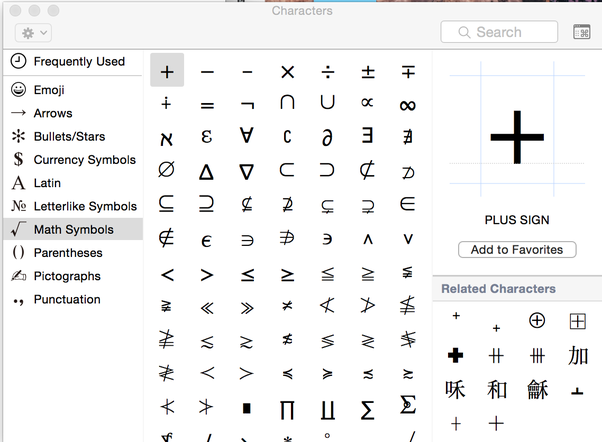 Characters
Search
Frequently Used
Emoji
→ Arrows
Bullets/Stars
$ Currency Symbols
A Latin
№ Letterlike Symbols
√ Math Symbols
( ) Parentheses
Pictographs
., Punctuation
+ − – × ÷ ± ∓
∔ = ¬ ∩ ∪ ∝ ∞
ℵ ℇ ∀ ∁ ∂ ∃ ∄
∅ ∆ ∇ ⊂ ⊃ ⊄ ⊅
⊆ ⊇ ⊈ ⊉ ⊊ ⊋ ∈
∉ ∊ ∋ ∌ ∍ ∧ ∨
< > ≤ ≥ ≦ ≧ ≨
≩ ≪ ≫ ≭ ≮ ≯ ≰
≱ ≲ ≳ ≴ ≶ ≷ ≸
≹ ≺ ≻ ≼ ≽ ≾ ≿
⊀ ⊁ ∎ ∏ ∐ ∑
+
PLUS SIGN
Add to Favorites
Related Characters
⊕ ⊞
加
咊 和 龢